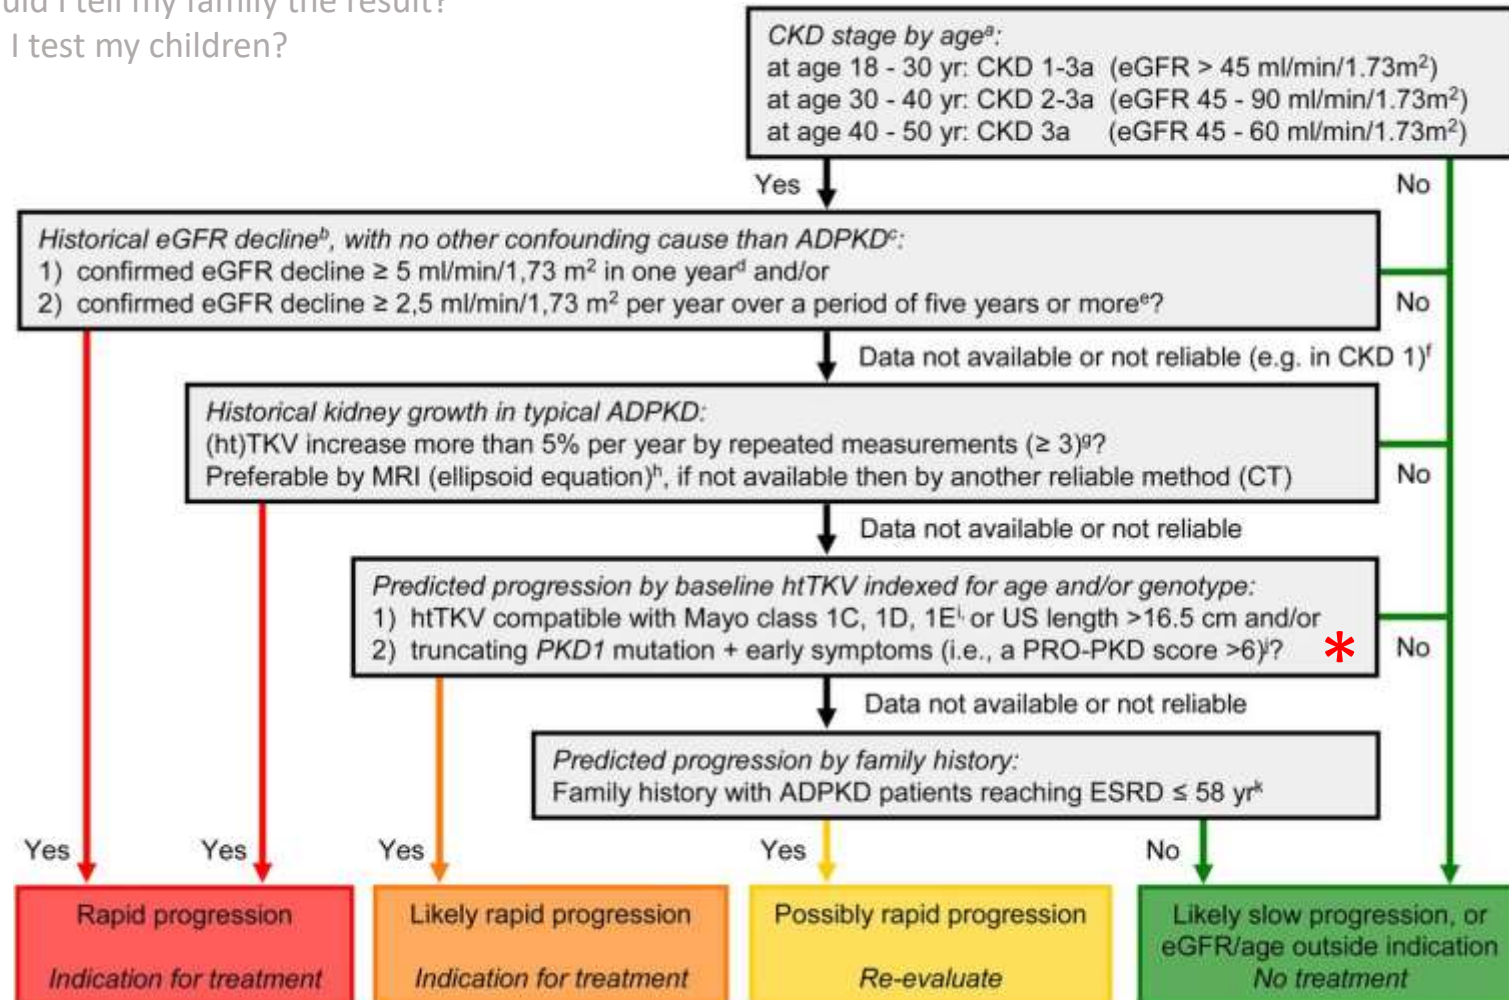 uld I tell my family the result?
I test my children?
CKD stage by ageᵃ:
at age 18 - 30 yr: CKD 1-3a (eGFR > 45 ml/min/1.73m²)
at age 30 - 40 yr: CKD 2-3a (eGFR 45 - 90 ml/min/1.73m²)
at age 40 - 50 yr: CKD 3a (eGFR 45 - 60 ml/min/1.73m²)
Yes
No
Historical eGFR declineᵇ, with no other confounding cause than ADPKDᶜ:
1) confirmed eGFR decline ≥ 5 ml/min/1,73 m² in one yearᵈ and/or
2) confirmed eGFR decline ≥ 2,5 ml/min/1,73 m² per year over a period of five years or moreᵉ?
No
Data not available or not reliable (e.g. in CKD 1)ᶠ
Historical kidney growth in typical ADPKD:
(ht)TKV increase more than 5% per year by repeated measurements (≥ 3)ᵍ?
Preferable by MRI (ellipsoid equation)ʰ, if not available then by another reliable method (CT)
No
Data not available or not reliable
Predicted progression by baseline htTKV indexed for age and/or genotype:
1) htTKV compatible with Mayo class 1C, 1D, 1Eⁱ, or US length >16.5 cm and/or
2) truncating PKD1 mutation + early symptoms (i.e., a PRO-PKD score >6)ʲ? *
No
Data not available or not reliable
Predicted progression by family history:
Family history with ADPKD patients reaching ESRD ≤ 58 yrᵏ
Yes
Yes
Yes
Yes
No
Rapid progression
Indication for treatment
Likely rapid progression
Indication for treatment
Possibly rapid progression
Re-evaluate
Likely slow progression, or
eGFR/age outside indication
No treatment